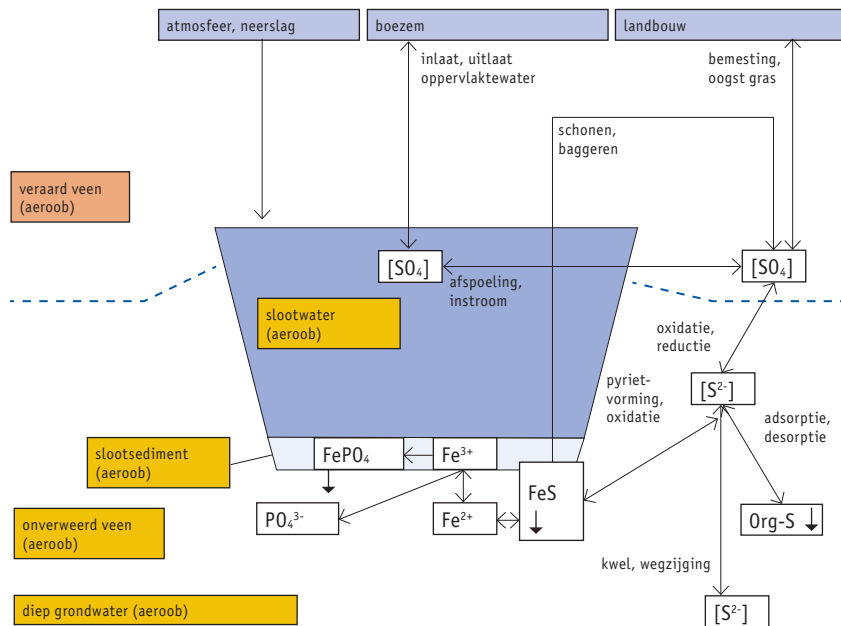 atmosfeer, neerslag
boezem
landbouw
inlaat, uitlaat
oppervlaktewater
bemesting,
oogst gras
schonen,
baggeren
veraard veen
(aeroob)
[SO₄]
[SO₄]
afspoeling,
instroom
slootwater
(aeroob)
oxidatie,
reductie
[S²⁻]
pyriet-
vorming,
oxidatie
adsorptie,
desorptie
slootsediment
(aeroob)
FePO₄
Fe³⁺
FeS
PO₄³⁻
Fe²⁺
Org-S
onverweerd veen
(aeroob)
kwel, wegzijging
diep grondwater (aeroob)
[S²⁻]